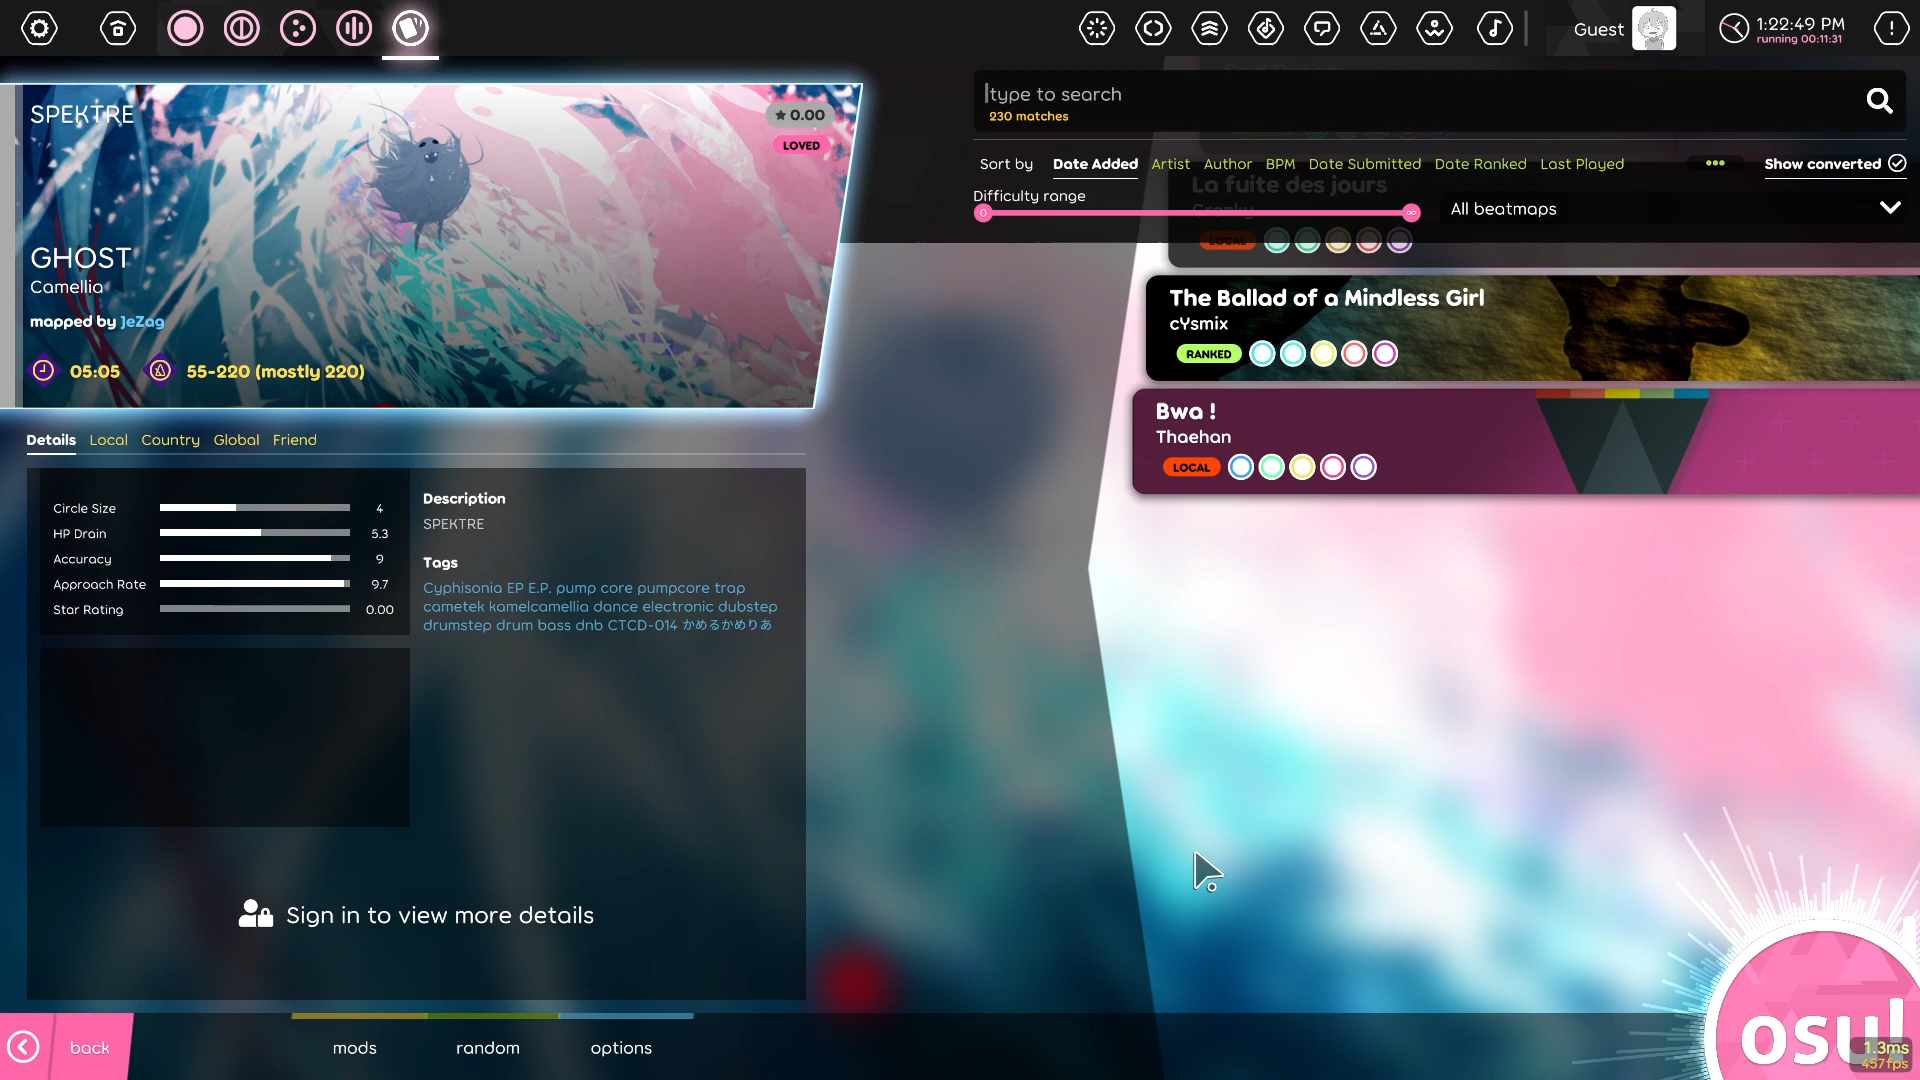 Guest
1:22:49 PM
running 00:11:31
SPEKTRE
0.00
LOVED
GHOST
Camellia
mapped by JeZag
05:05
55-220 (mostly 220)
type to search
230 matches
Sort by Date Added Artist Author BPM Date Submitted Date Ranked Last Played ••• Show converted
La fuite des jours
Difficulty range
0 ∞
All beatmaps
LOCAL
The Ballad of a Mindless Girl
cYsmix
RANKED
Bwa !
Thaehan
LOCAL
Details Local Country Global Friend
Circle Size 4
HP Drain 5.3
Accuracy 9
Approach Rate 9.7
Star Rating 0.00
Description
SPEKTRE
Tags
Cyphisonia EP E.P. pump core pumpcore trap
cametek kamelcamellia dance electronic dubstep
drumstep drum bass dnb CTCD-014 かめるかめりあ
Sign in to view more details
back
mods
random
options
osu!
1.3ms
457fps